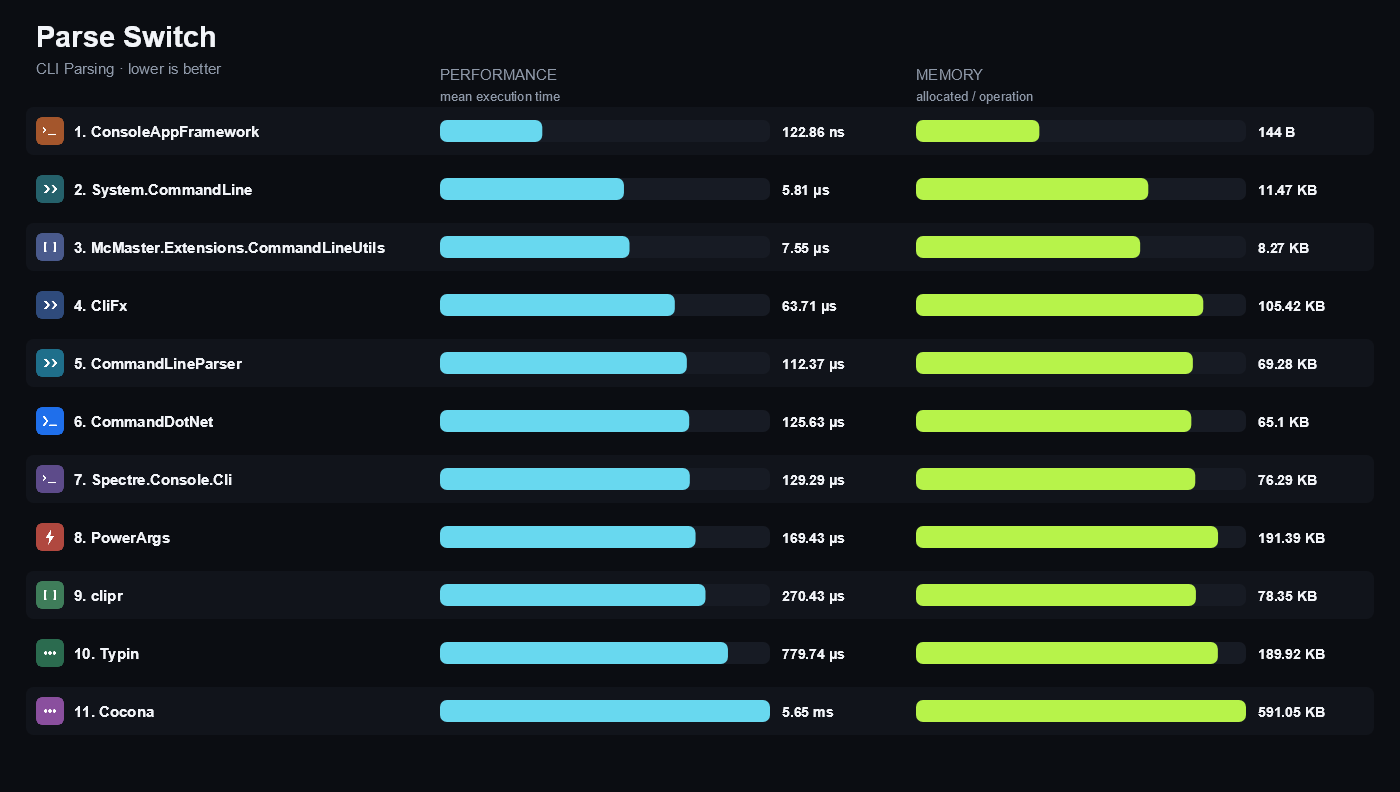 Parse Switch
CLI Parsing · lower is better
PERFORMANCE
mean execution time
MEMORY
allocated / operation
1. ConsoleAppFramework 122.86 ns 144 B
2. System.CommandLine 5.81 µs 11.47 KB
3. McMaster.Extensions.CommandLineUtils 7.55 µs 8.27 KB
4. CliFx 63.71 µs 105.42 KB
5. CommandLineParser 112.37 µs 69.28 KB
6. CommandDotNet 125.63 µs 65.1 KB
7. Spectre.Console.Cli 129.29 µs 76.29 KB
8. PowerArgs 169.43 µs 191.39 KB
9. clipr 270.43 µs 78.35 KB
10. Typin 779.74 µs 189.92 KB
11. Cocona 5.65 ms 591.05 KB